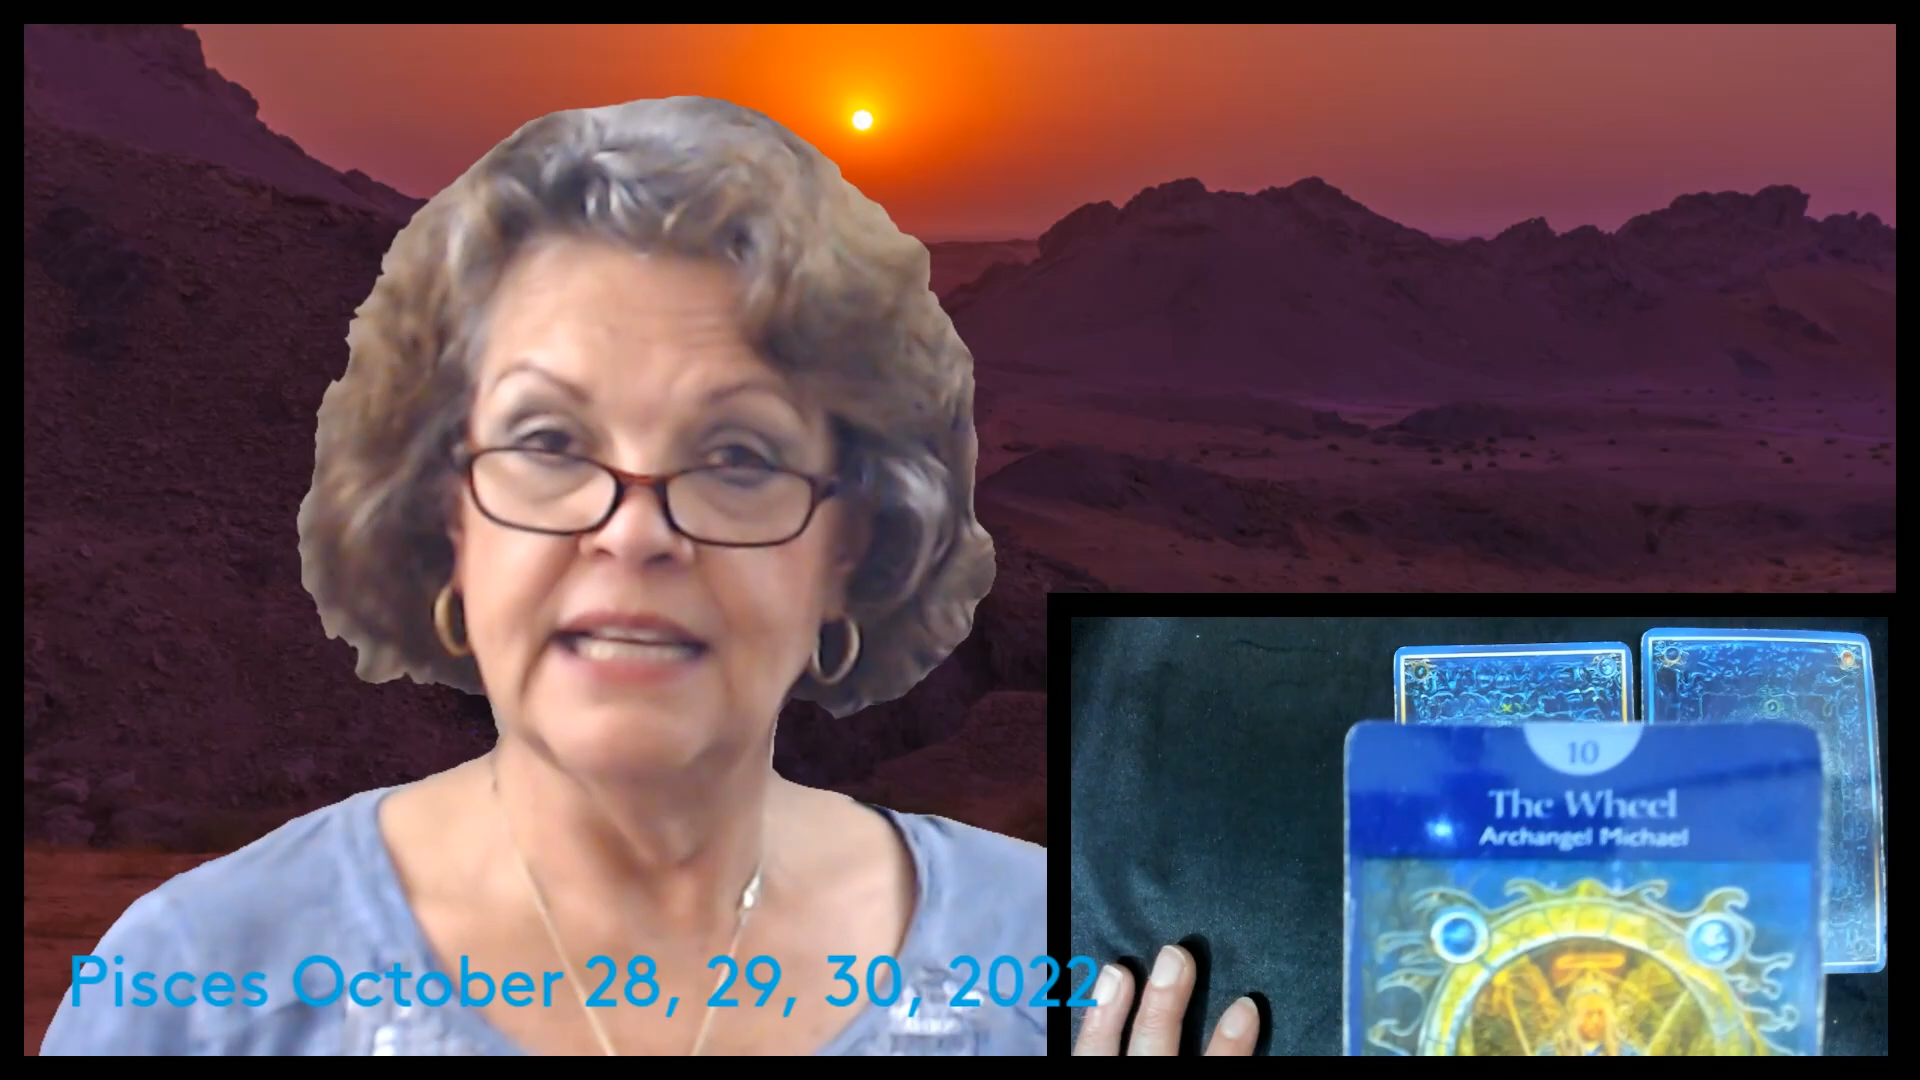 10
The Wheel
Archangel Michael
Pisces October 28, 29, 30, 2022